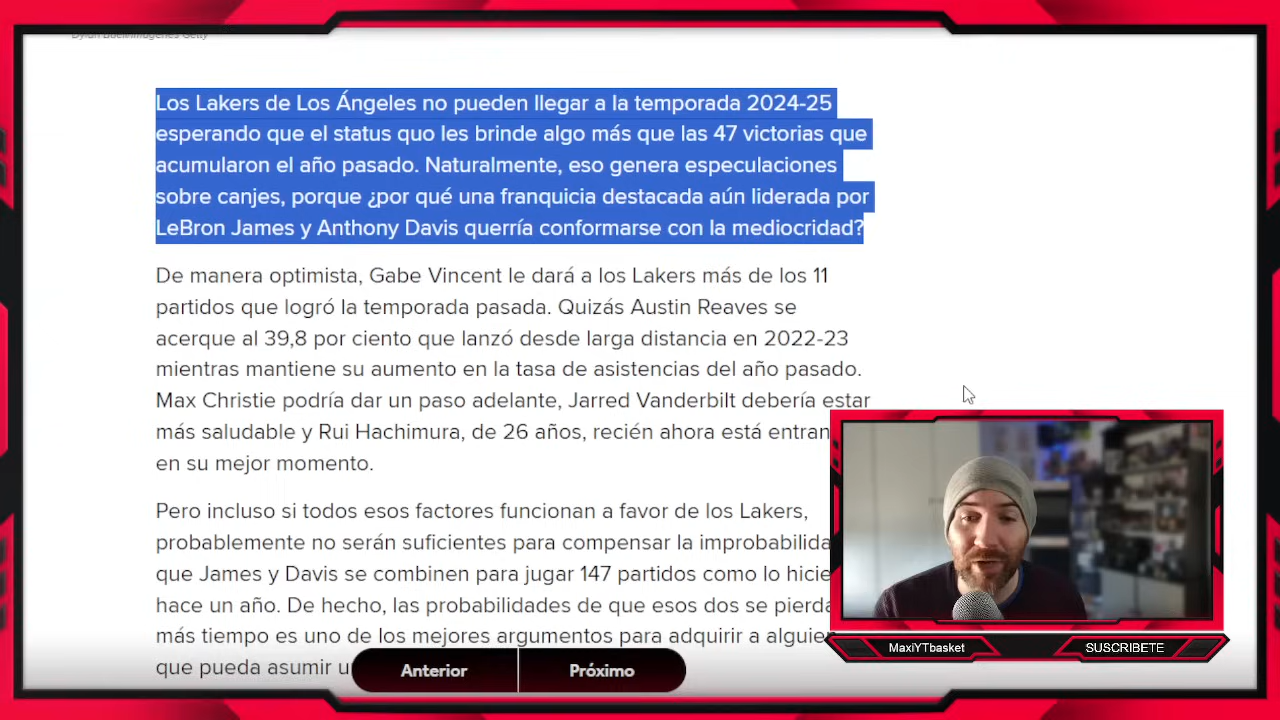 Los Lakers de Los Ángeles no pueden llegar a la temporada 2024-25
esperando que el status quo les brinde algo más que las 47 victorias que
acumularon el año pasado. Naturalmente, eso genera especulaciones
sobre canjes, porque ¿por qué una franquicia destacada aún liderada por
LeBron James y Anthony Davis querría conformarse con la mediocridad?
De manera optimista, Gabe Vincent le dará a los Lakers más de los 11
partidos que logró la temporada pasada. Quizás Austin Reaves se
acerque al 39,8 por ciento que lanzó desde larga distancia en 2022-23
mientras mantiene su aumento en la tasa de asistencias del año pasado.
Max Christie podría dar un paso adelante, Jarred Vanderbilt debería estar
más saludable y Rui Hachimura, de 26 años, recién ahora está entran
en su mejor momento.
Pero incluso si todos esos factores funcionan a favor de los Lakers,
probablemente no serán suficientes para compensar la improbabilida
que James y Davis se combinen para jugar 147 partidos como lo hicie
hace un año. De hecho, las probabilidades de que esos dos se pierda
más tiempo es uno de los mejores argumentos para adquirir a alguien
que pueda asumir
Anterior
Próximo
MaxiYTbasket
SUSCRIBETE